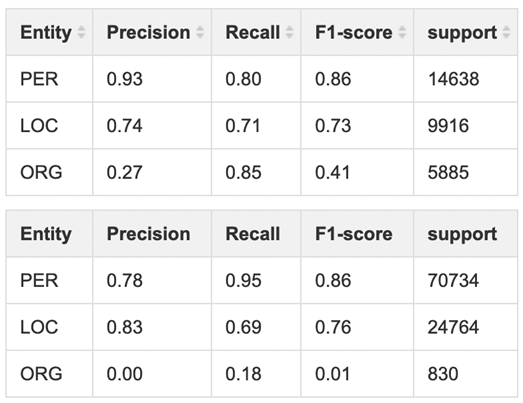 Entity Precision Recall F1-score support
PER 0.93 0.80 0.86 14638
LOC 0.74 0.71 0.73 9916
ORG 0.27 0.85 0.41 5885
Entity Precision Recall F1-score support
PER 0.78 0.95 0.86 70734
LOC 0.83 0.69 0.76 24764
ORG 0.00 0.18 0.01 830